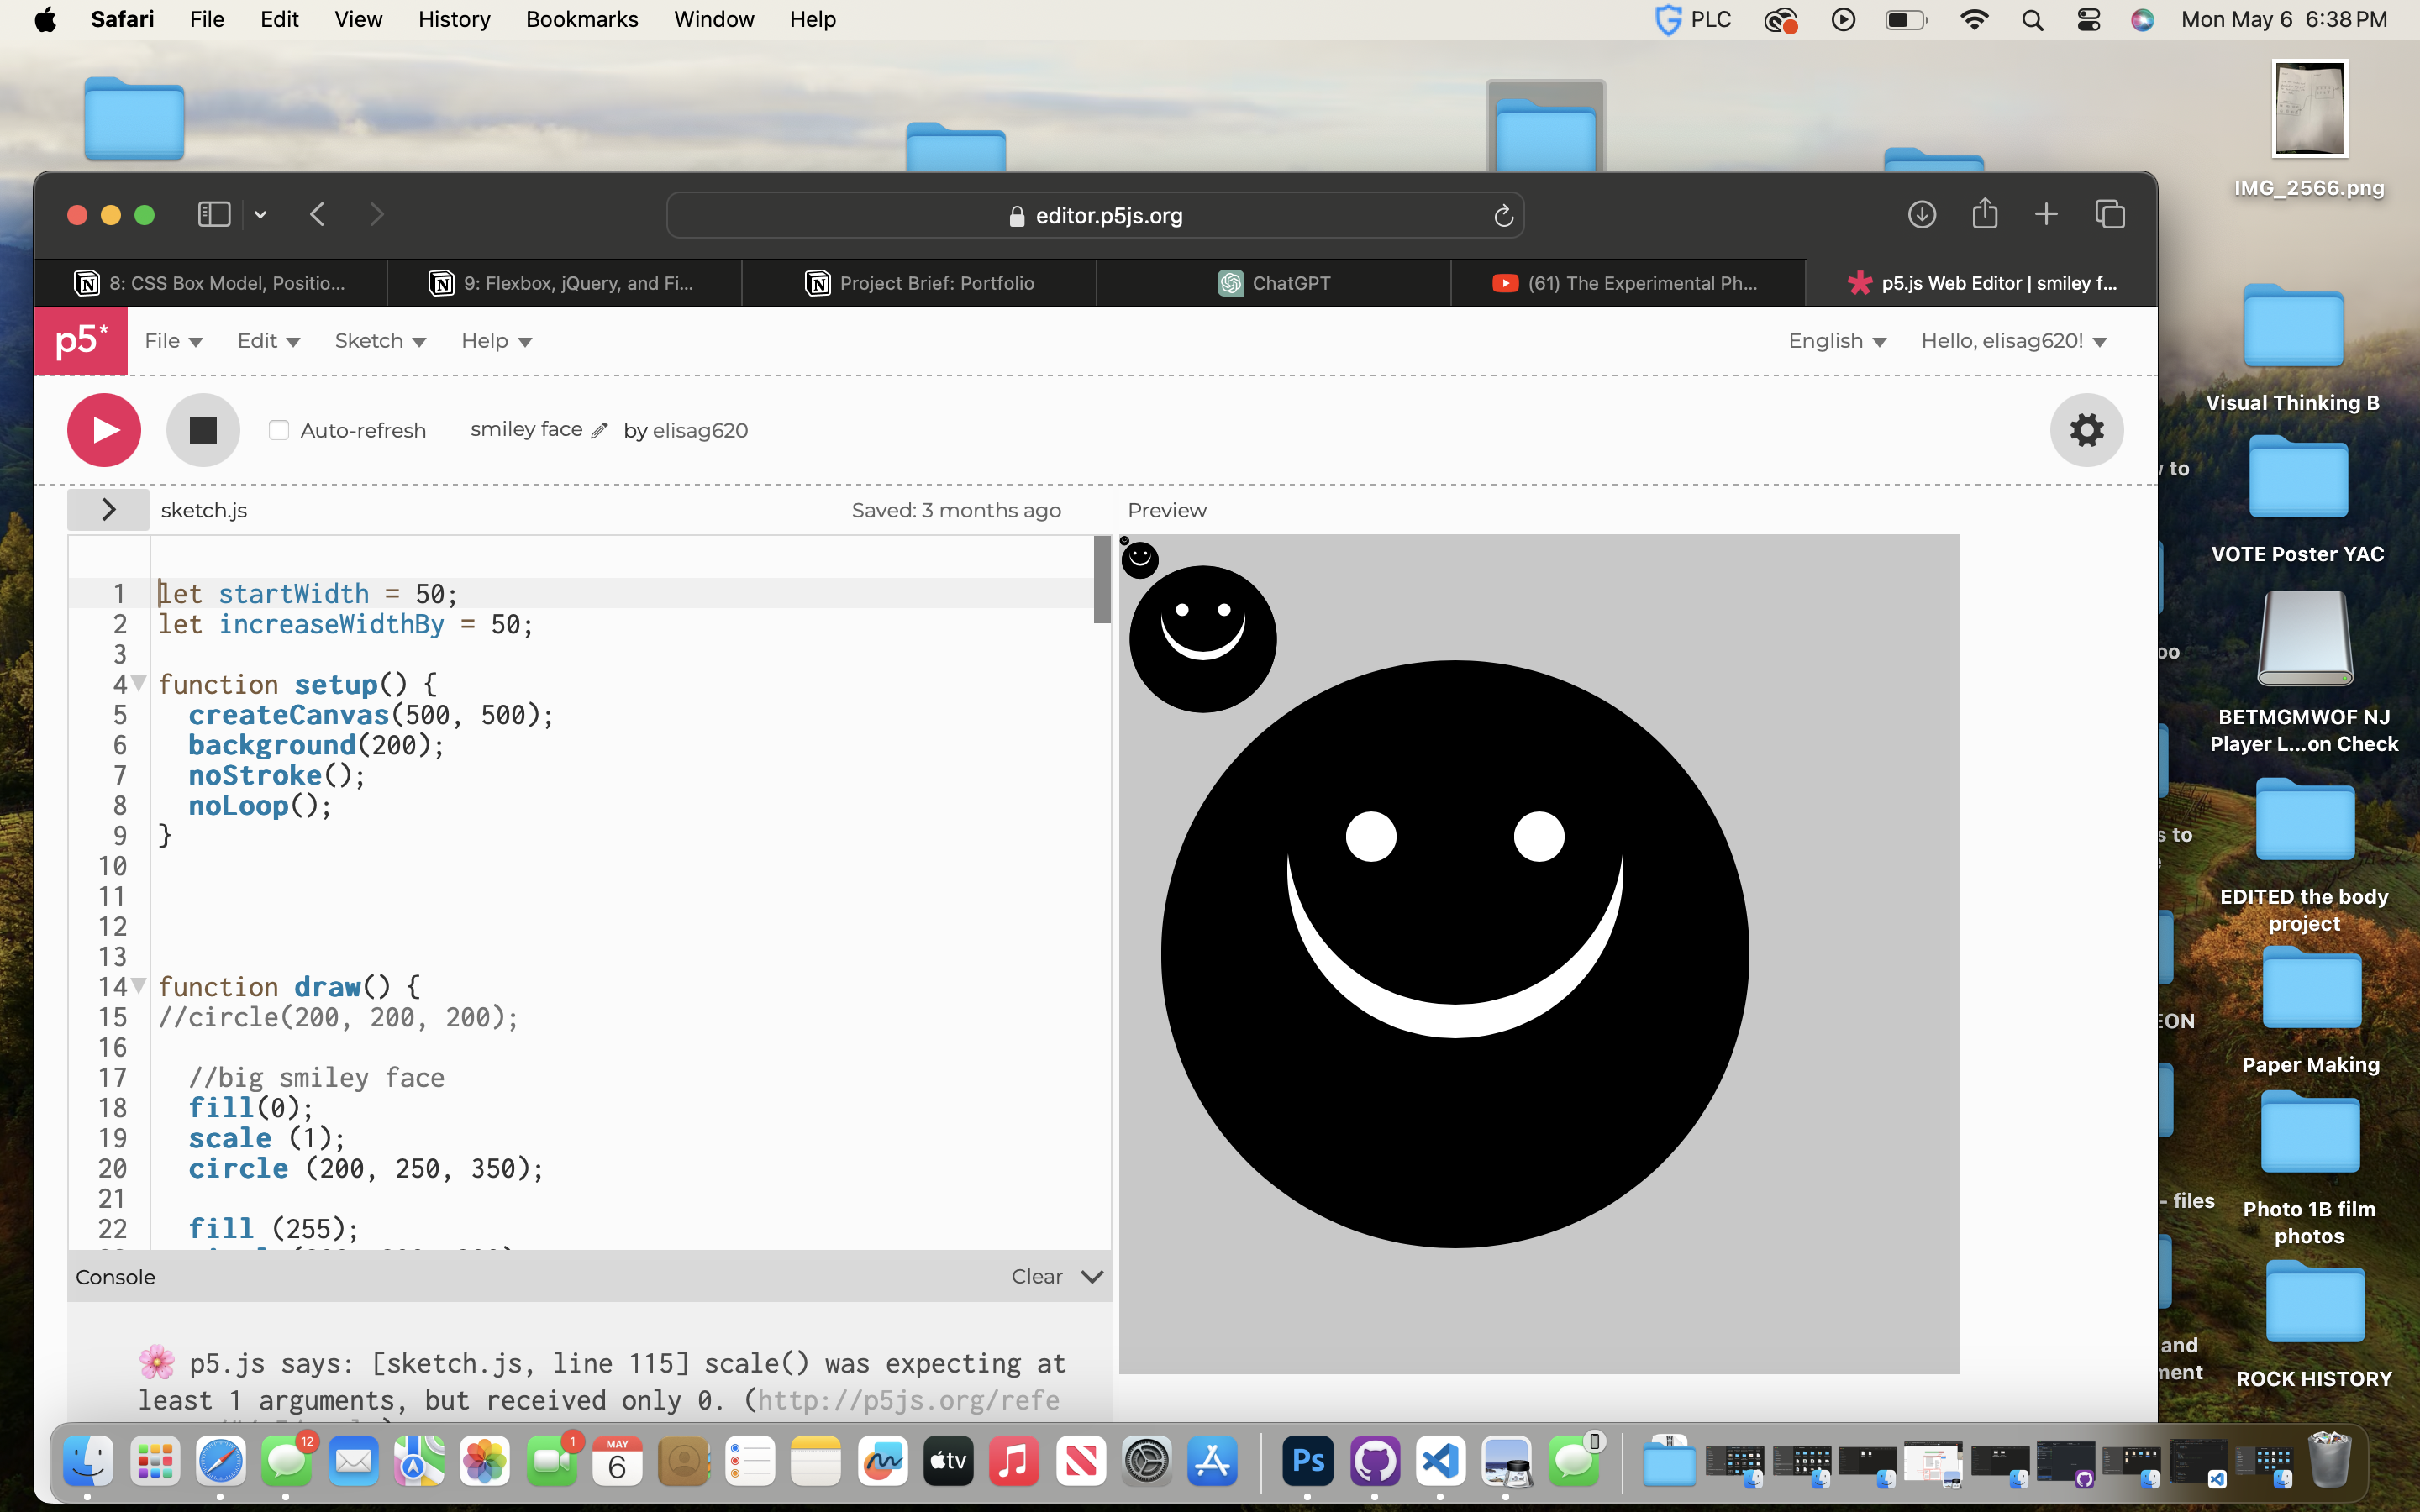 Safari File Edit View History Bookmarks Window Help PLC Mon May 6 6:38 PM
IMG_2566.png
editor.p5js.org
8: CSS Box Model, Positio... 9: Flexbox, jQuery, and Fi... Project Brief: Portfolio ChatGPT (61) The Experimental Ph... p5.js Web Editor | smiley f...
p5* File Edit Sketch Help English Hello, elisag620!
Auto-refresh smiley face by elisag620
sketch.js Saved: 3 months ago Preview
1 let startWidth = 50;
2 let increaseWidthBy = 50;
3
4 function setup() {
5 createCanvas(500, 500);
6 background(200);
7 noStroke();
8 noLoop();
9 }
10
11
12
13
14 function draw() {
15 //circle(200, 200, 200);
16
17 //big smiley face
18 fill(0);
19 scale (1);
20 circle (200, 250, 350);
21
22 fill (255);
Console Clear
🌸 p5.js says: [sketch.js, line 115] scale() was expecting at
least 1 arguments, but received only 0. (http://p5js.org/refe
Visual Thinking B
to
VOTE Poster YAC
oo
BETMGMWOF NJ
Player L...on Check
s to
EDITED the body
project
EON
Paper Making
- files
Photo 1B film
photos
and
ment
ROCK HISTORY
12
1
MAY
6
tv
Ps